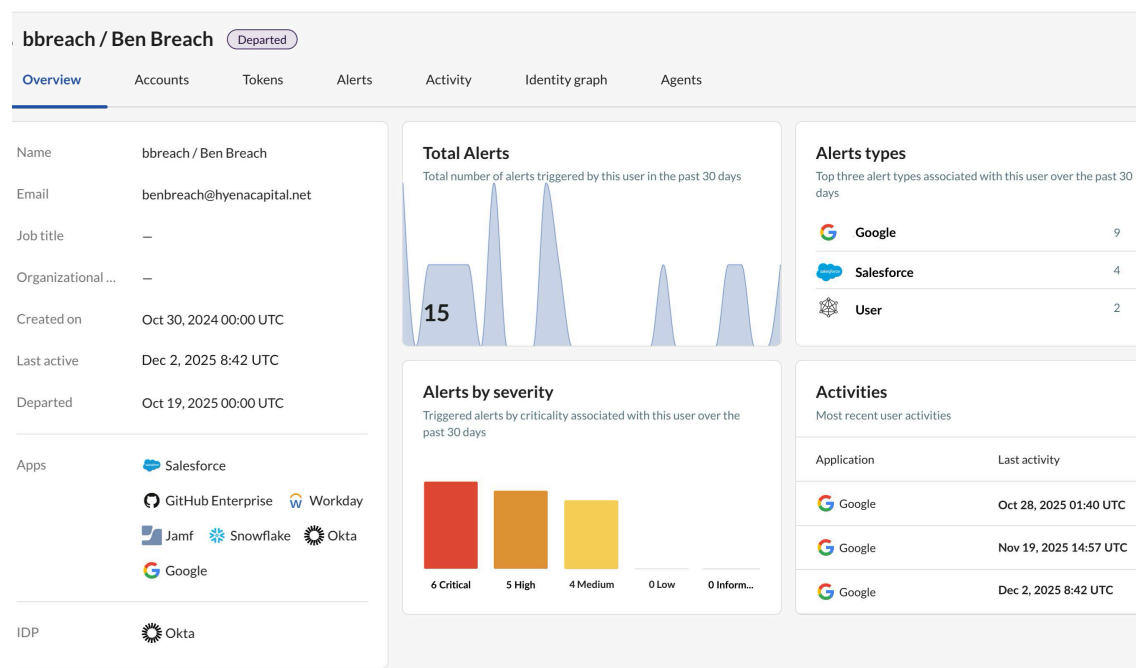 bbreach / Ben Breach Departed
Overview Accounts Tokens Alerts Activity Identity graph Agents
Name bbreach / Ben Breach
Email benbreach@hyenacapital.net
Job title —
Organizational ... —
Created on Oct 30, 2024 00:00 UTC
Last active Dec 2, 2025 8:42 UTC
Departed Oct 19, 2025 00:00 UTC
Apps Salesforce
GitHub Enterprise Workday
Jamf Snowflake Okta
Google
IDP Okta
Total Alerts
Total number of alerts triggered by this user in the past 30 days
15
Alerts types
Top three alert types associated with this user over the past 30
days
Google 9
salesforce Salesforce 4
User 2
Alerts by severity
Triggered alerts by criticality associated with this user over the
past 30 days
6 Critical 5 High 4 Medium 0 Low 0 Inform...
Activities
Most recent user activities
Application Last activity
Google Oct 28, 2025 01:40 UTC
Google Nov 19, 2025 14:57 UTC
Google Dec 2, 2025 8:42 UTC